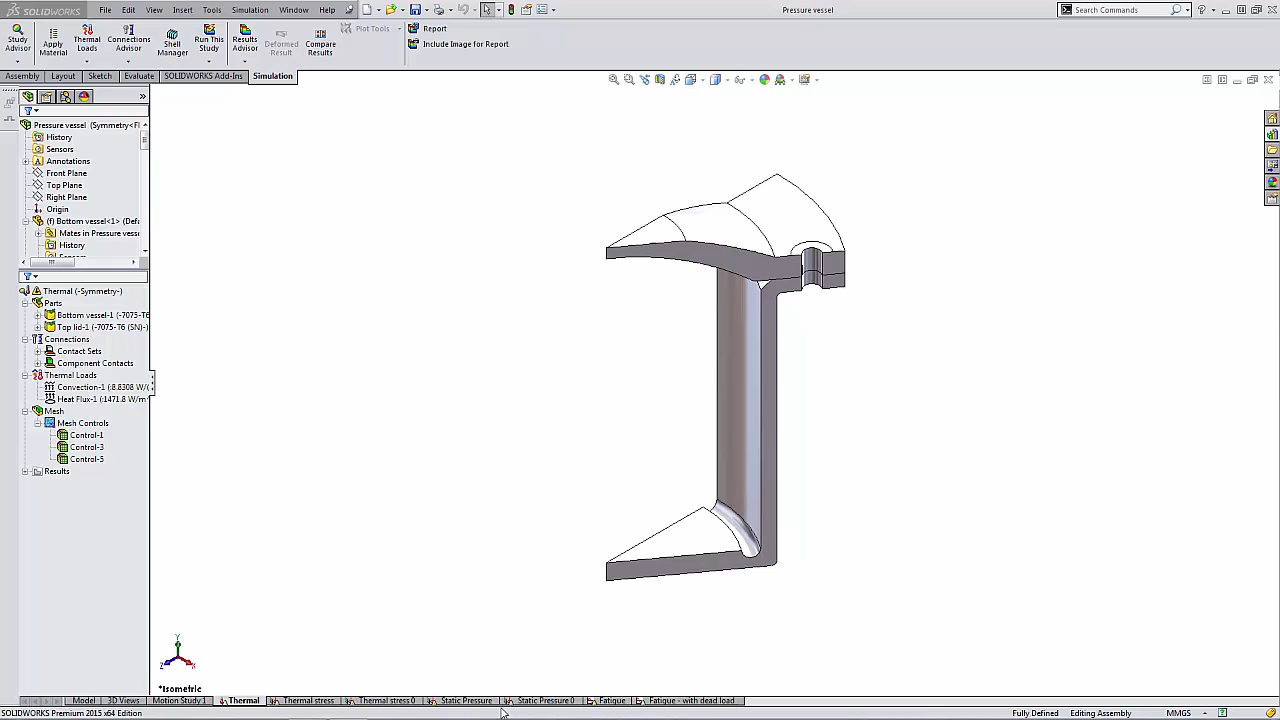 SOLIDWORKS File Edit View Insert Tools Simulation Window Help Pressure vessel Search Commands
Study Advisor
Apply Material
Thermal Loads
Connections Advisor
Shell Manager
Run This Study
Results Advisor
Deformed Result
Compare Results
Plot Tools
Report
Include Image for Report
Assembly Layout Sketch Evaluate SOLIDWORKS Add-Ins Simulation
Pressure vessel (Symmetry<Fl
History
Sensors
Annotations
Front Plane
Top Plane
Right Plane
Origin
(f) Bottom vessel<1> (Def
Mates in Pressure vess
History
Thermal (-Symmetry-)
Parts
Bottom vessel-1 (-7075-T6
Top lid-1 (-7075-T6 (SN)-)
Connections
Contact Sets
Component Contacts
Thermal Loads
Convection-1 (:8.8308 W/(
Heat Flux-1 (:1471.8 W/m
Mesh
Mesh Controls
Control-1
Control-3
Control-5
Results
Y
Z X
*Isometric
Model 3D Views Motion Study 1 Thermal Thermal stress Thermal stress 0 Static Pressure Static Pressure 0 Fatigue Fatigue - with dead load
SOLIDWORKS Premium 2015 x64 Edition Fully Defined Editing Assembly MMGS